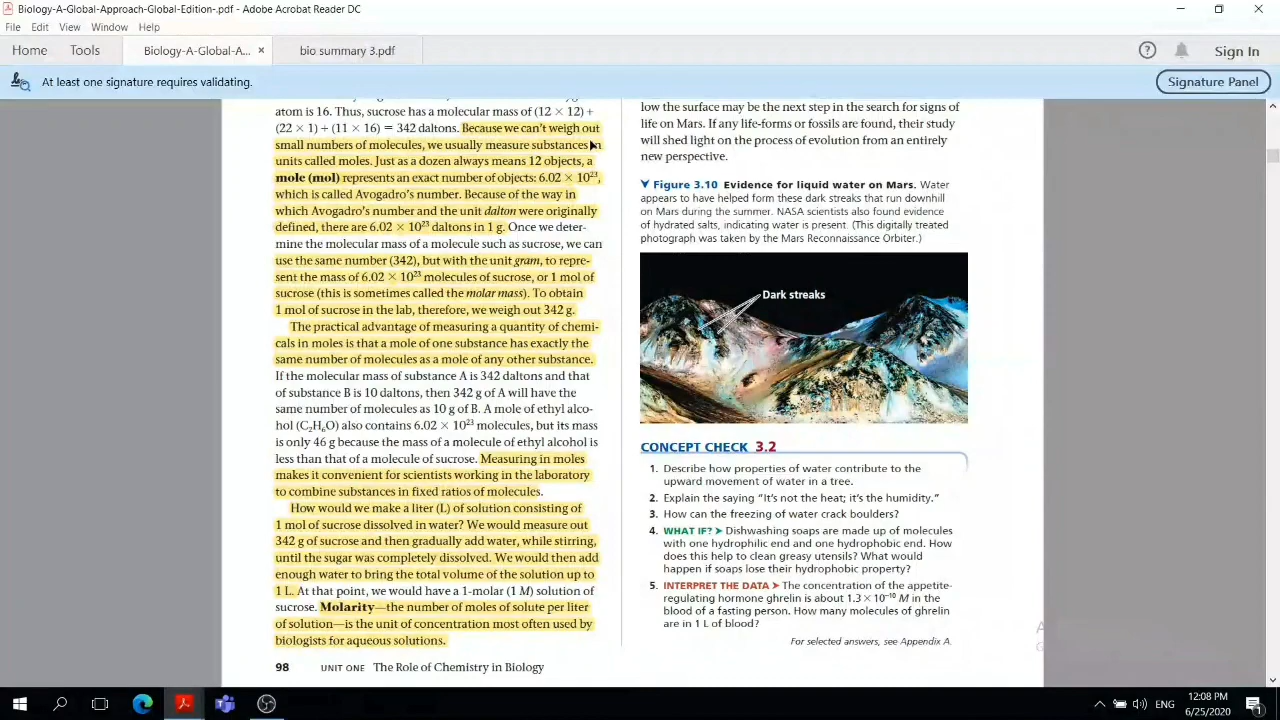 Biology-A-Global-Approach-Global-Edition-.pdf - Adobe Acrobat Reader DC
File Edit View Window Help
Home Tools Biology-A-Global-A... × bio summary 3.pdf Sign In
At least one signature requires validating. Signature Panel
atom is 16. Thus, sucrose has a molecular mass of (12 × 12) +
(22 × 1) + (11 × 16) = 342 daltons. Because we can't weigh out
small numbers of molecules, we usually measure substances in
units called moles. Just as a dozen always means 12 objects, a
mole (mol) represents an exact number of objects: 6.02 × 10²³,
which is called Avogadro's number. Because of the way in
which Avogadro's number and the unit dalton were originally
defined, there are 6.02 × 10²³ daltons in 1 g. Once we deter-
mine the molecular mass of a molecule such as sucrose, we can
use the same number (342), but with the unit gram, to repre-
sent the mass of 6.02 × 10²³ molecules of sucrose, or 1 mol of
sucrose (this is sometimes called the molar mass). To obtain
1 mol of sucrose in the lab, therefore, we weigh out 342 g.
The practical advantage of measuring a quantity of chemi-
cals in moles is that a mole of one substance has exactly the
same number of molecules as a mole of any other substance.
If the molecular mass of substance A is 342 daltons and that
of substance B is 10 daltons, then 342 g of A will have the
same number of molecules as 10 g of B. A mole of ethyl alco-
hol (C₂H₆O) also contains 6.02 × 10²³ molecules, but its mass
is only 46 g because the mass of a molecule of ethyl alcohol is
less than that of a molecule of sucrose. Measuring in moles
makes it convenient for scientists working in the laboratory
to combine substances in fixed ratios of molecules.
How would we make a liter (L) of solution consisting of
1 mol of sucrose dissolved in water? We would measure out
342 g of sucrose and then gradually add water, while stirring,
until the sugar was completely dissolved. We would then add
enough water to bring the total volume of the solution up to
1 L. At that point, we would have a 1-molar (1 M) solution of
sucrose. Molarity—the number of moles of solute per liter
of solution—is the unit of concentration most often used by
biologists for aqueous solutions.
98 UNIT ONE The Role of Chemistry in Biology
low the surface may be the next step in the search for signs of
life on Mars. If any life-forms or fossils are found, their study
will shed light on the process of evolution from an entirely
new perspective.
▼ Figure 3.10 Evidence for liquid water on Mars. Water
appears to have helped form these dark streaks that run downhill
on Mars during the summer. NASA scientists also found evidence
of hydrated salts, indicating water is present. (This digitally treated
photograph was taken by the Mars Reconnaissance Orbiter.)
Dark streaks
CONCEPT CHECK 3.2
1. Describe how properties of water contribute to the
upward movement of water in a tree.
2. Explain the saying "It's not the heat; it's the humidity."
3. How can the freezing of water crack boulders?
4. WHAT IF? ➤ Dishwashing soaps are made up of molecules
with one hydrophilic end and one hydrophobic end. How
does this help to clean greasy utensils? What would
happen if soaps lose their hydrophobic property?
5. INTERPRET THE DATA ➤ The concentration of the appetite-
regulating hormone ghrelin is about 1.3 × 10⁻¹⁰ M in the
blood of a fasting person. How many molecules of ghrelin
are in 1 L of blood?
For selected answers, see Appendix A.
ENG
12:08 PM
6/25/2020